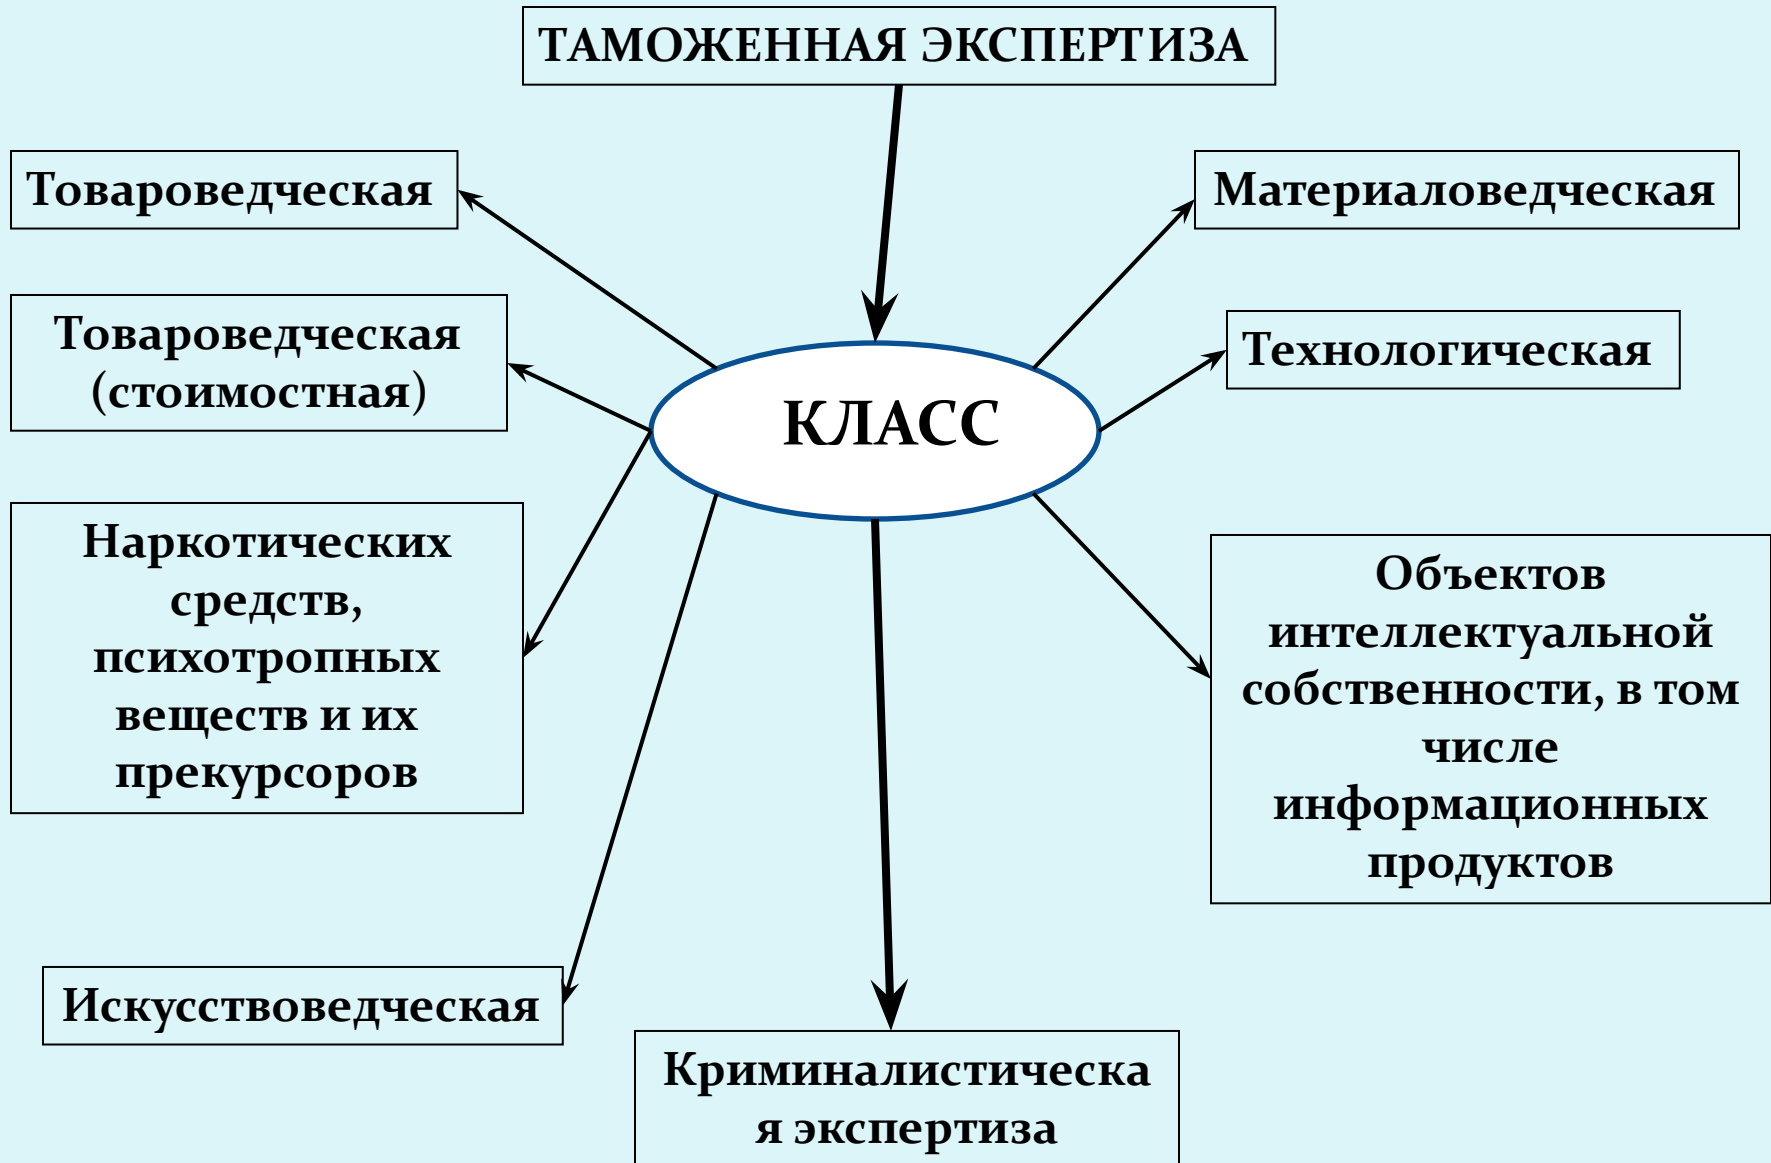 ТАМОЖЕННАЯ ЭКСПЕРТИЗА
Товароведческая
Материаловедческая
Товароведческая
(стоимостная)
Технологическая
КЛАСС
Наркотических
средств,
психотропных
веществ и их
прекурсоров
Объектов
интеллектуальной
собственности, в том
числе
информационных
продуктов
Искусствоведческая
Криминалистическа
я экспертиза